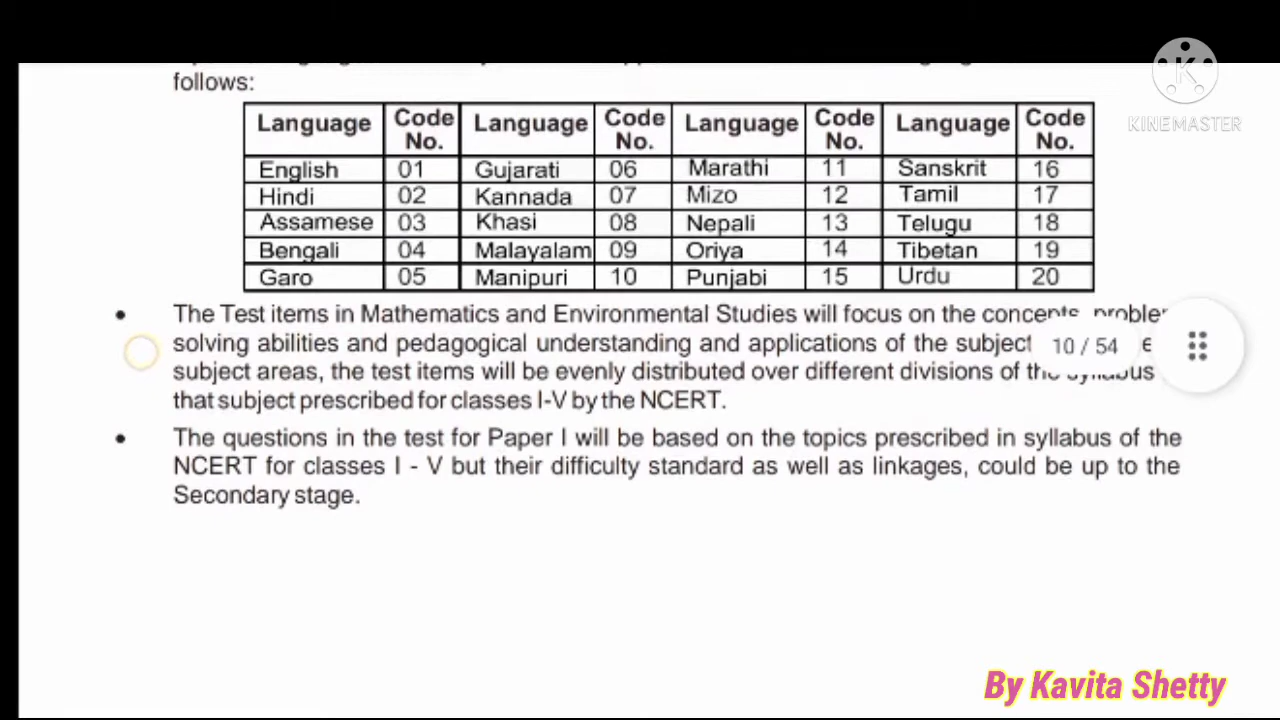 follows:
KINEMASTER
Language Code No. Language Code No. Language Code No. Language Code No.
English 01 Gujarati 06 Marathi 11 Sanskrit 16
Hindi 02 Kannada 07 Mizo 12 Tamil 17
Assamese 03 Khasi 08 Nepali 13 Telugu 18
Bengali 04 Malayalam 09 Oriya 14 Tibetan 19
Garo 05 Manipuri 10 Punjabi 15 Urdu 20
• The Test items in Mathematics and Environmental Studies will focus on the concepts,
solving abilities and pedagogical understanding and applications of the subject 10 / 54
subject areas, the test items will be evenly distributed over different divisions of the syllabus
that subject prescribed for classes I-V by the NCERT.
• The questions in the test for Paper I will be based on the topics prescribed in syllabus of the
NCERT for classes I - V but their difficulty standard as well as linkages, could be up to the
Secondary stage.
By Kavita Shetty